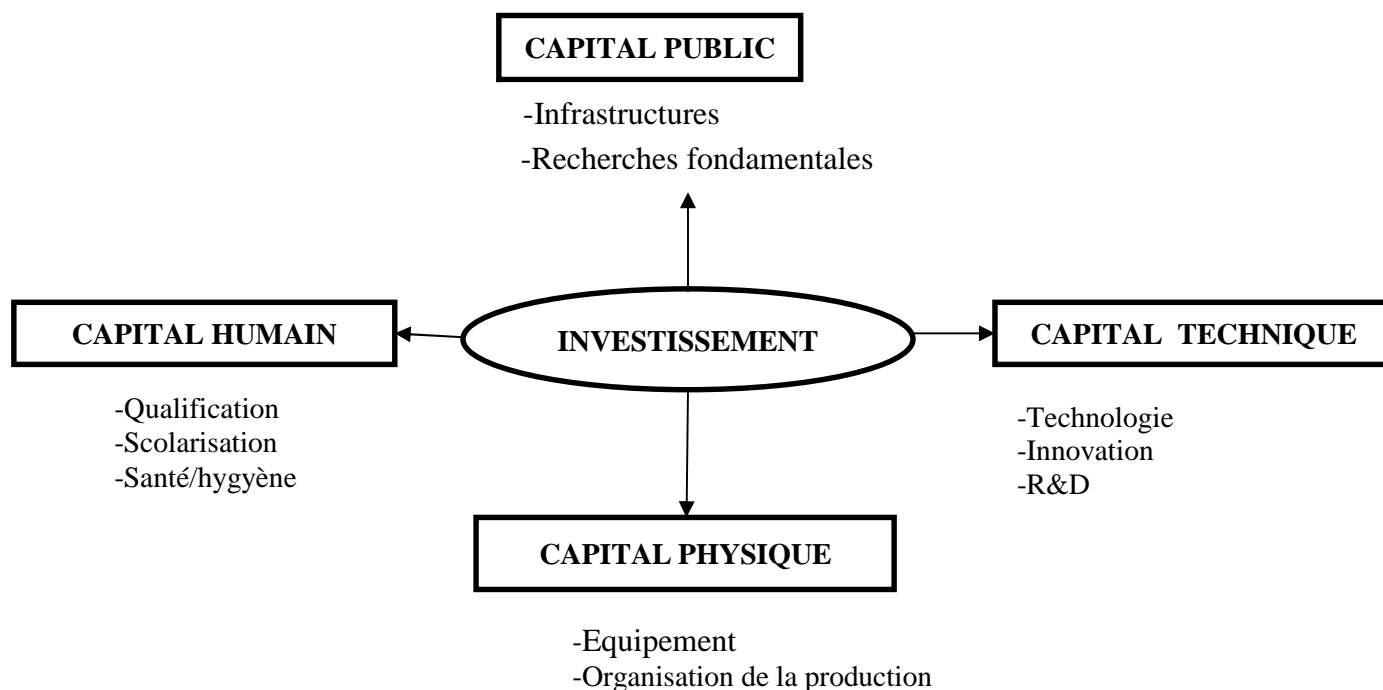 CAPITAL PUBLIC
-Infrastructures
-Recherches fondamentales
CAPITAL HUMAIN
-Qualification
-Scolarisation
-Santé/hygyène
INVESTISSEMENT
CAPITAL TECHNIQUE
-Technologie
-Innovation
-R&D
CAPITAL PHYSIQUE
-Equipement
-Organisation de la production